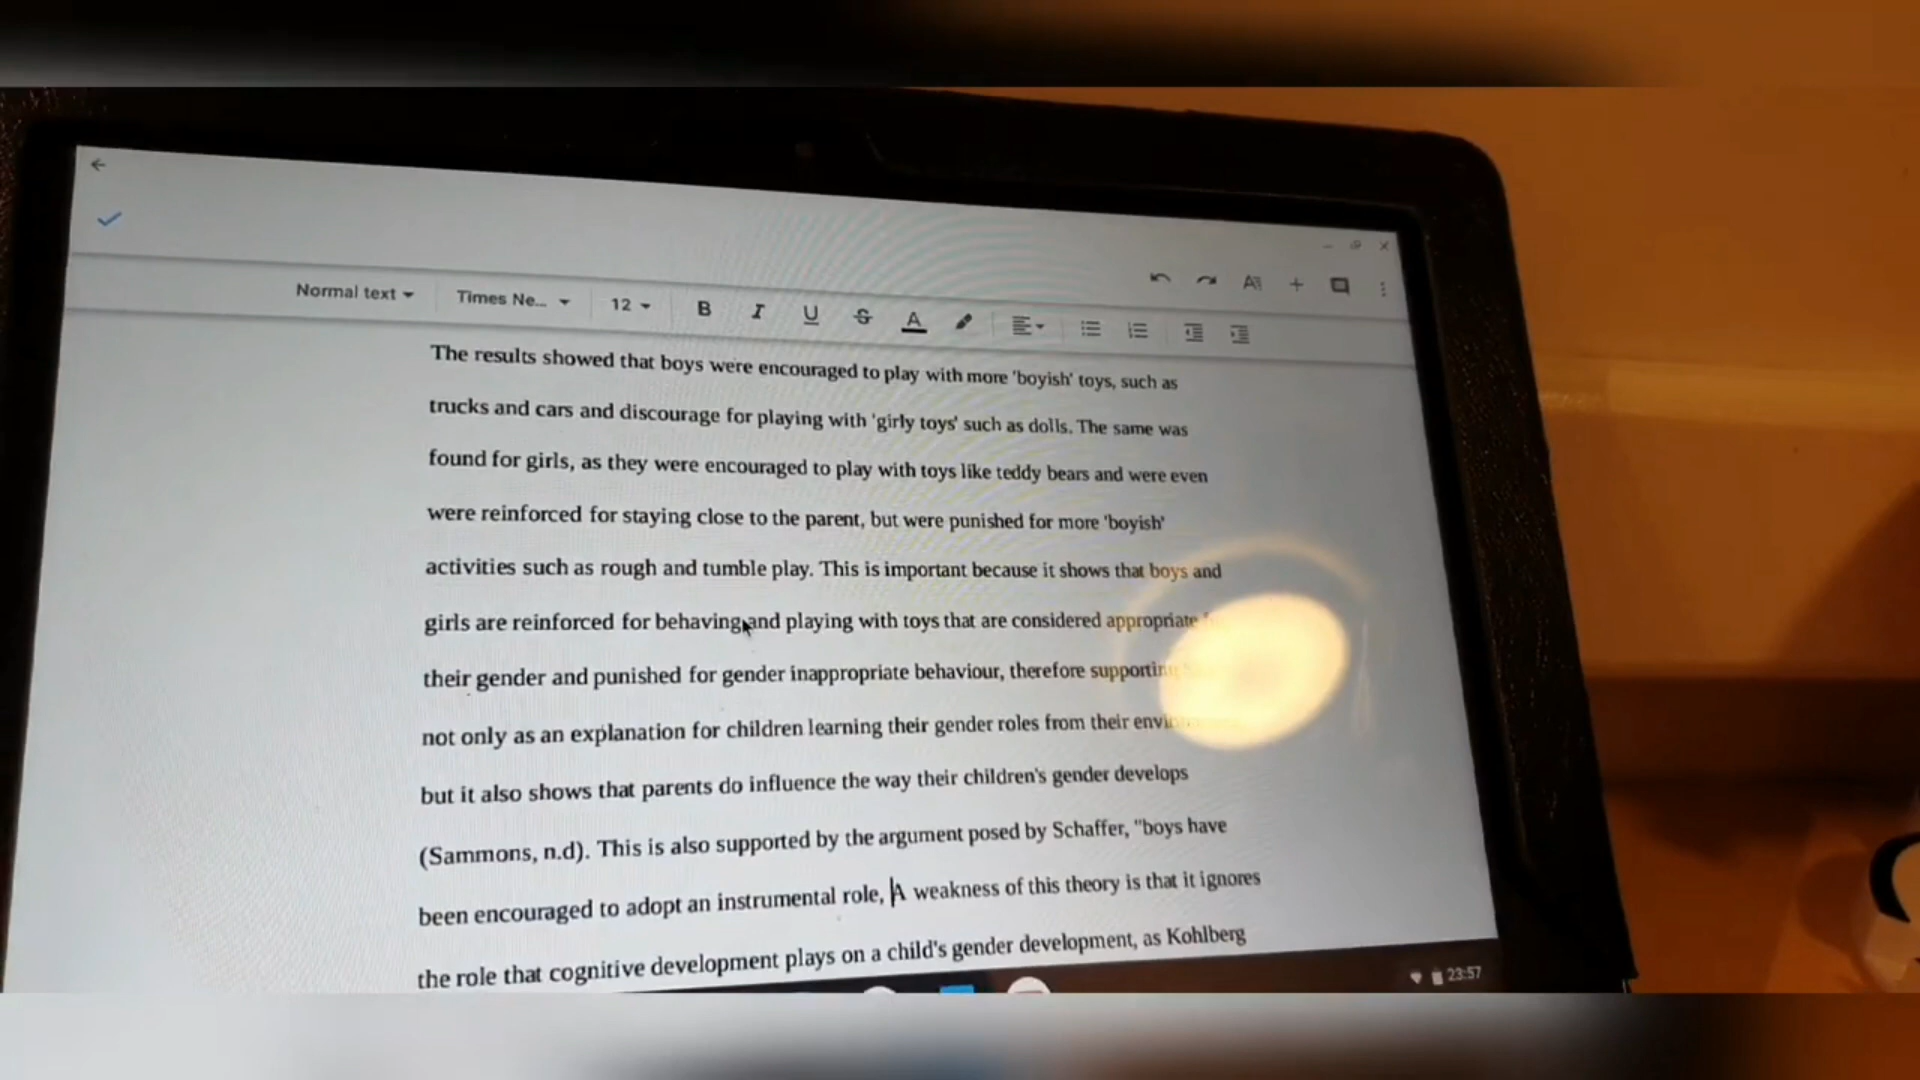 Normal text
Times Ne...
12
B I U S A
The results showed that boys were encouraged to play with more 'boyish' toys, such as
trucks and cars and discourage for playing with 'girly toys' such as dolls. The same was
found for girls, as they were encouraged to play with toys like teddy bears and were even
were reinforced for staying close to the parent, but were punished for more 'boyish'
activities such as rough and tumble play. This is important because it shows that boys and
girls are reinforced for behaving and playing with toys that are considered appropriate
their gender and punished for gender inappropriate behaviour, therefore
not only as an explanation for children learning their gender roles from their
but it also shows that parents do influence the way their children's gender develops
(Sammons, n.d). This is also supported by the argument posed by Schaffer, "boys have
been encouraged to adopt an instrumental role, A weakness of this theory is that it ignores
the role that cognitive development plays on a child's gender development, as Kohlberg
23:57